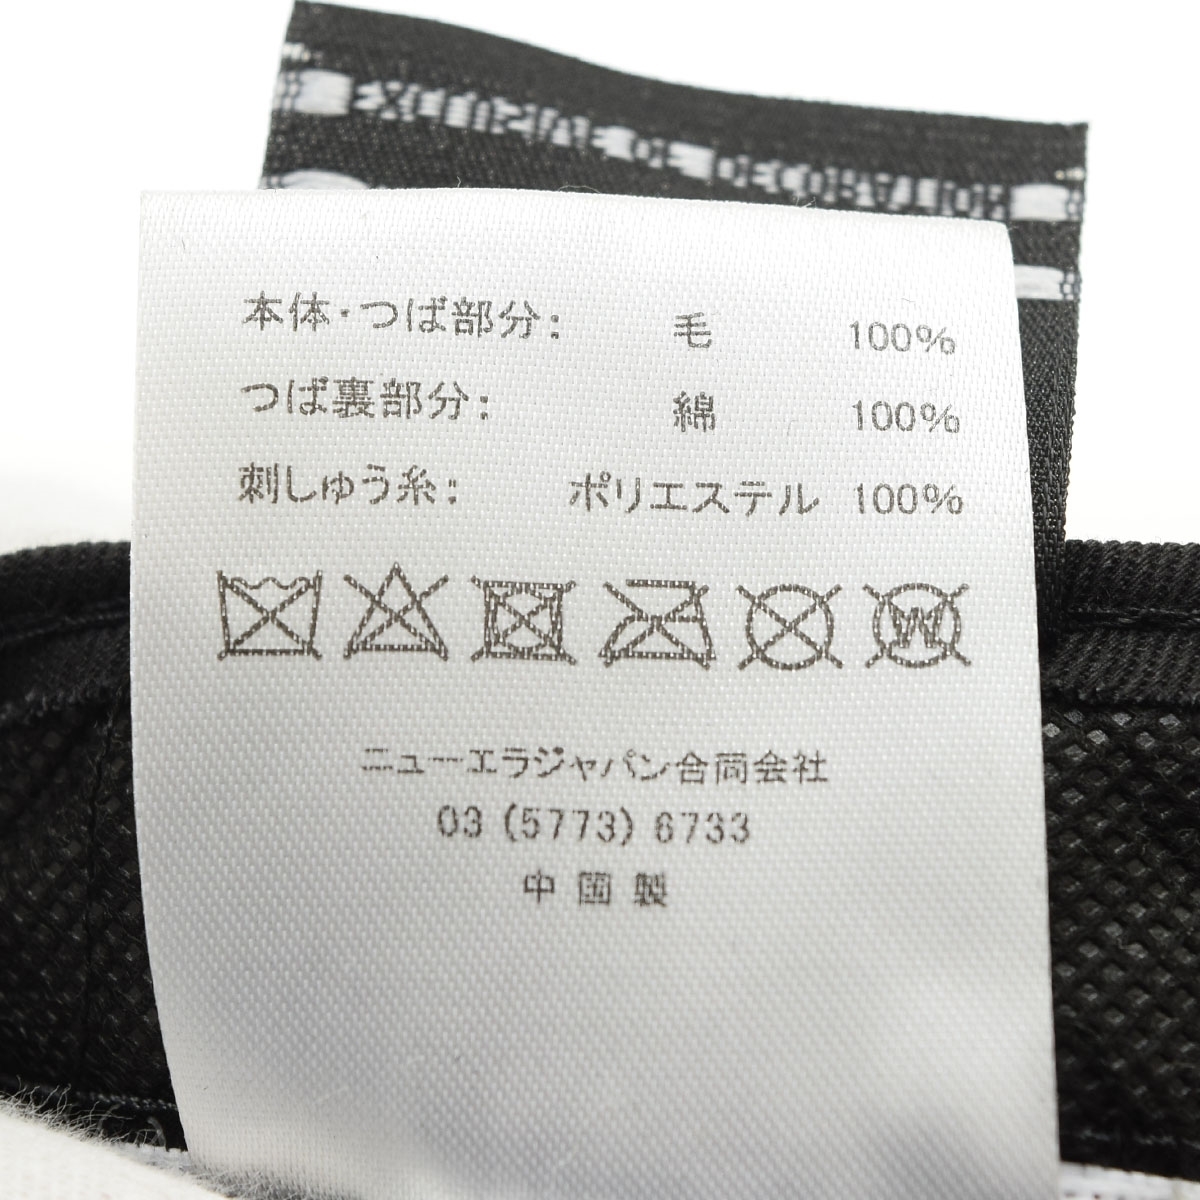 本体・つば部分: 毛 100%
つば裏部分: 綿 100%
刺しゅう糸: ポリエステル 100%
ニューエラジャパン合同会社
03 (5773) 6733
中国製